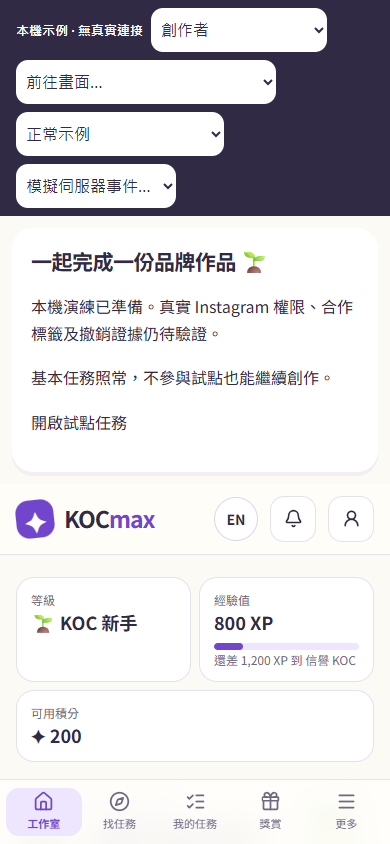 本機示例 · 無真實連接
創作者
前往畫面...
正常示例
模擬伺服器事件...
一起完成一份品牌作品 🌱
本機演練已準備。真實 Instagram 權限、合作
標籤及撤銷證據仍待驗證。
基本任務照常，不參與試點也能繼續創作。
開啟試點任務
KOCmax
EN
等級
🌱 KOC 新手
經驗值
800 XP
還差 1,200 XP 到 信譽 KOC
可用積分
✦ 200
工作室
找任務
我的任務
獎賞
更多